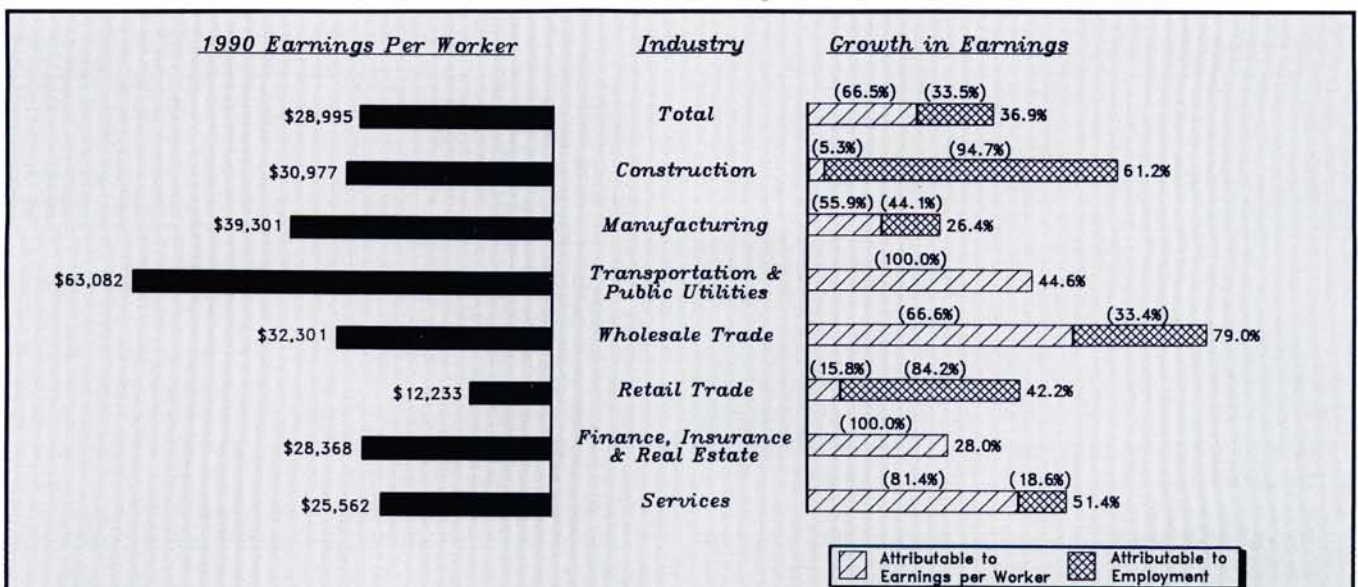 1990 Earnings Per Worker Industry Growth in Earnings
(66.5%) (33.5%)
$28,995 Total 36.9%
(5.3%) (94.7%)
$30,977 Construction 61.2%
(55.9%) (44.1%)
$39,301 Manufacturing 26.4%
(100.0%)
$63,082 Transportation & 44.6%
Public Utilities
(66.6%) (33.4%)
$32,301 Wholesale Trade 79.0%
(15.8%) (84.2%)
$12,233 Retail Trade 42.2%
(100.0%)
$28,368 Finance, Insurance 28.0%
& Real Estate
(81.4%) (18.6%)
$25,562 Services 51.4%
Attributable to Attributable to
Earnings per Worker Employment